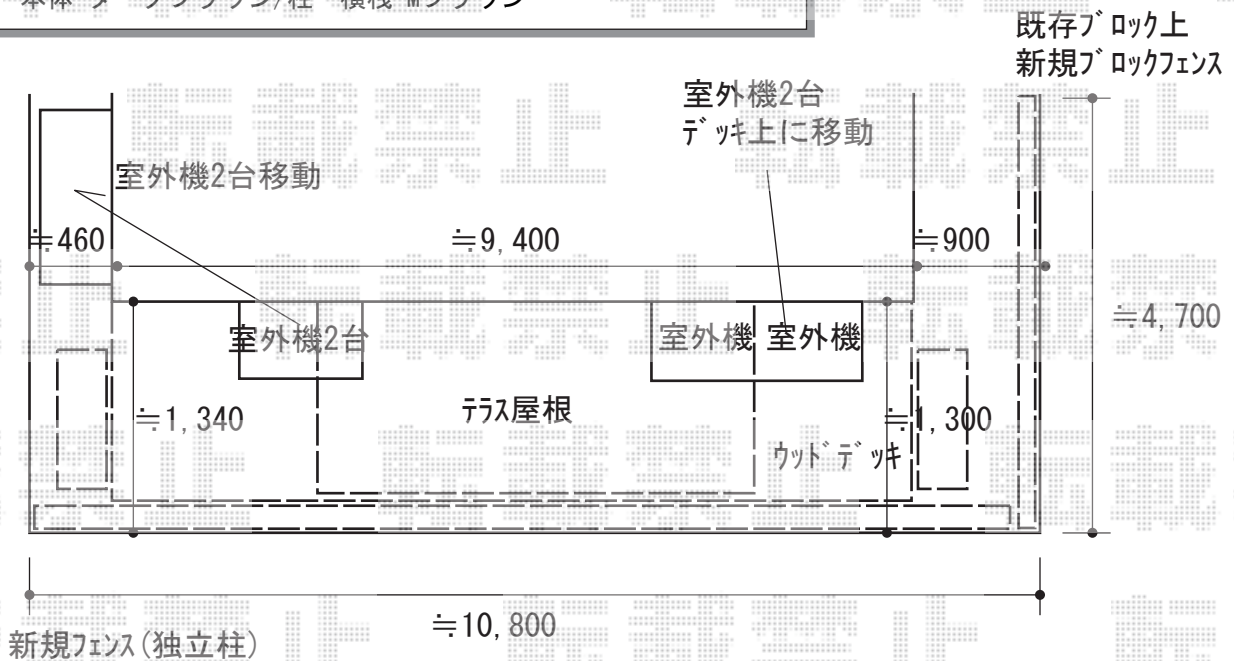 既存ブロック上
新規ブロックフェンス
室外機2台
デッキ上に移動
室外機2台移動
≒460
≒9,400
≒900
≒4,700
室外機2台
室外機
室外機
≒1,340
テラス屋根
≒1,300
ウッドデッキ
≒10,800
新規フェンス(独立柱)
転載禁止